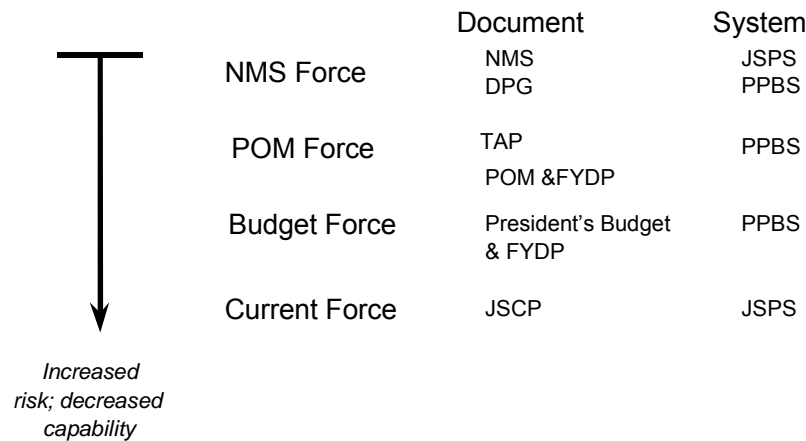 Document System
NMS Force NMS JSPS
DPG PPBS
POM Force TAP PPBS
POM &FYDP
Budget Force President’s Budget PPBS
& FYDP
Current Force JSCP JSPS
Increased
risk; decreased
capability